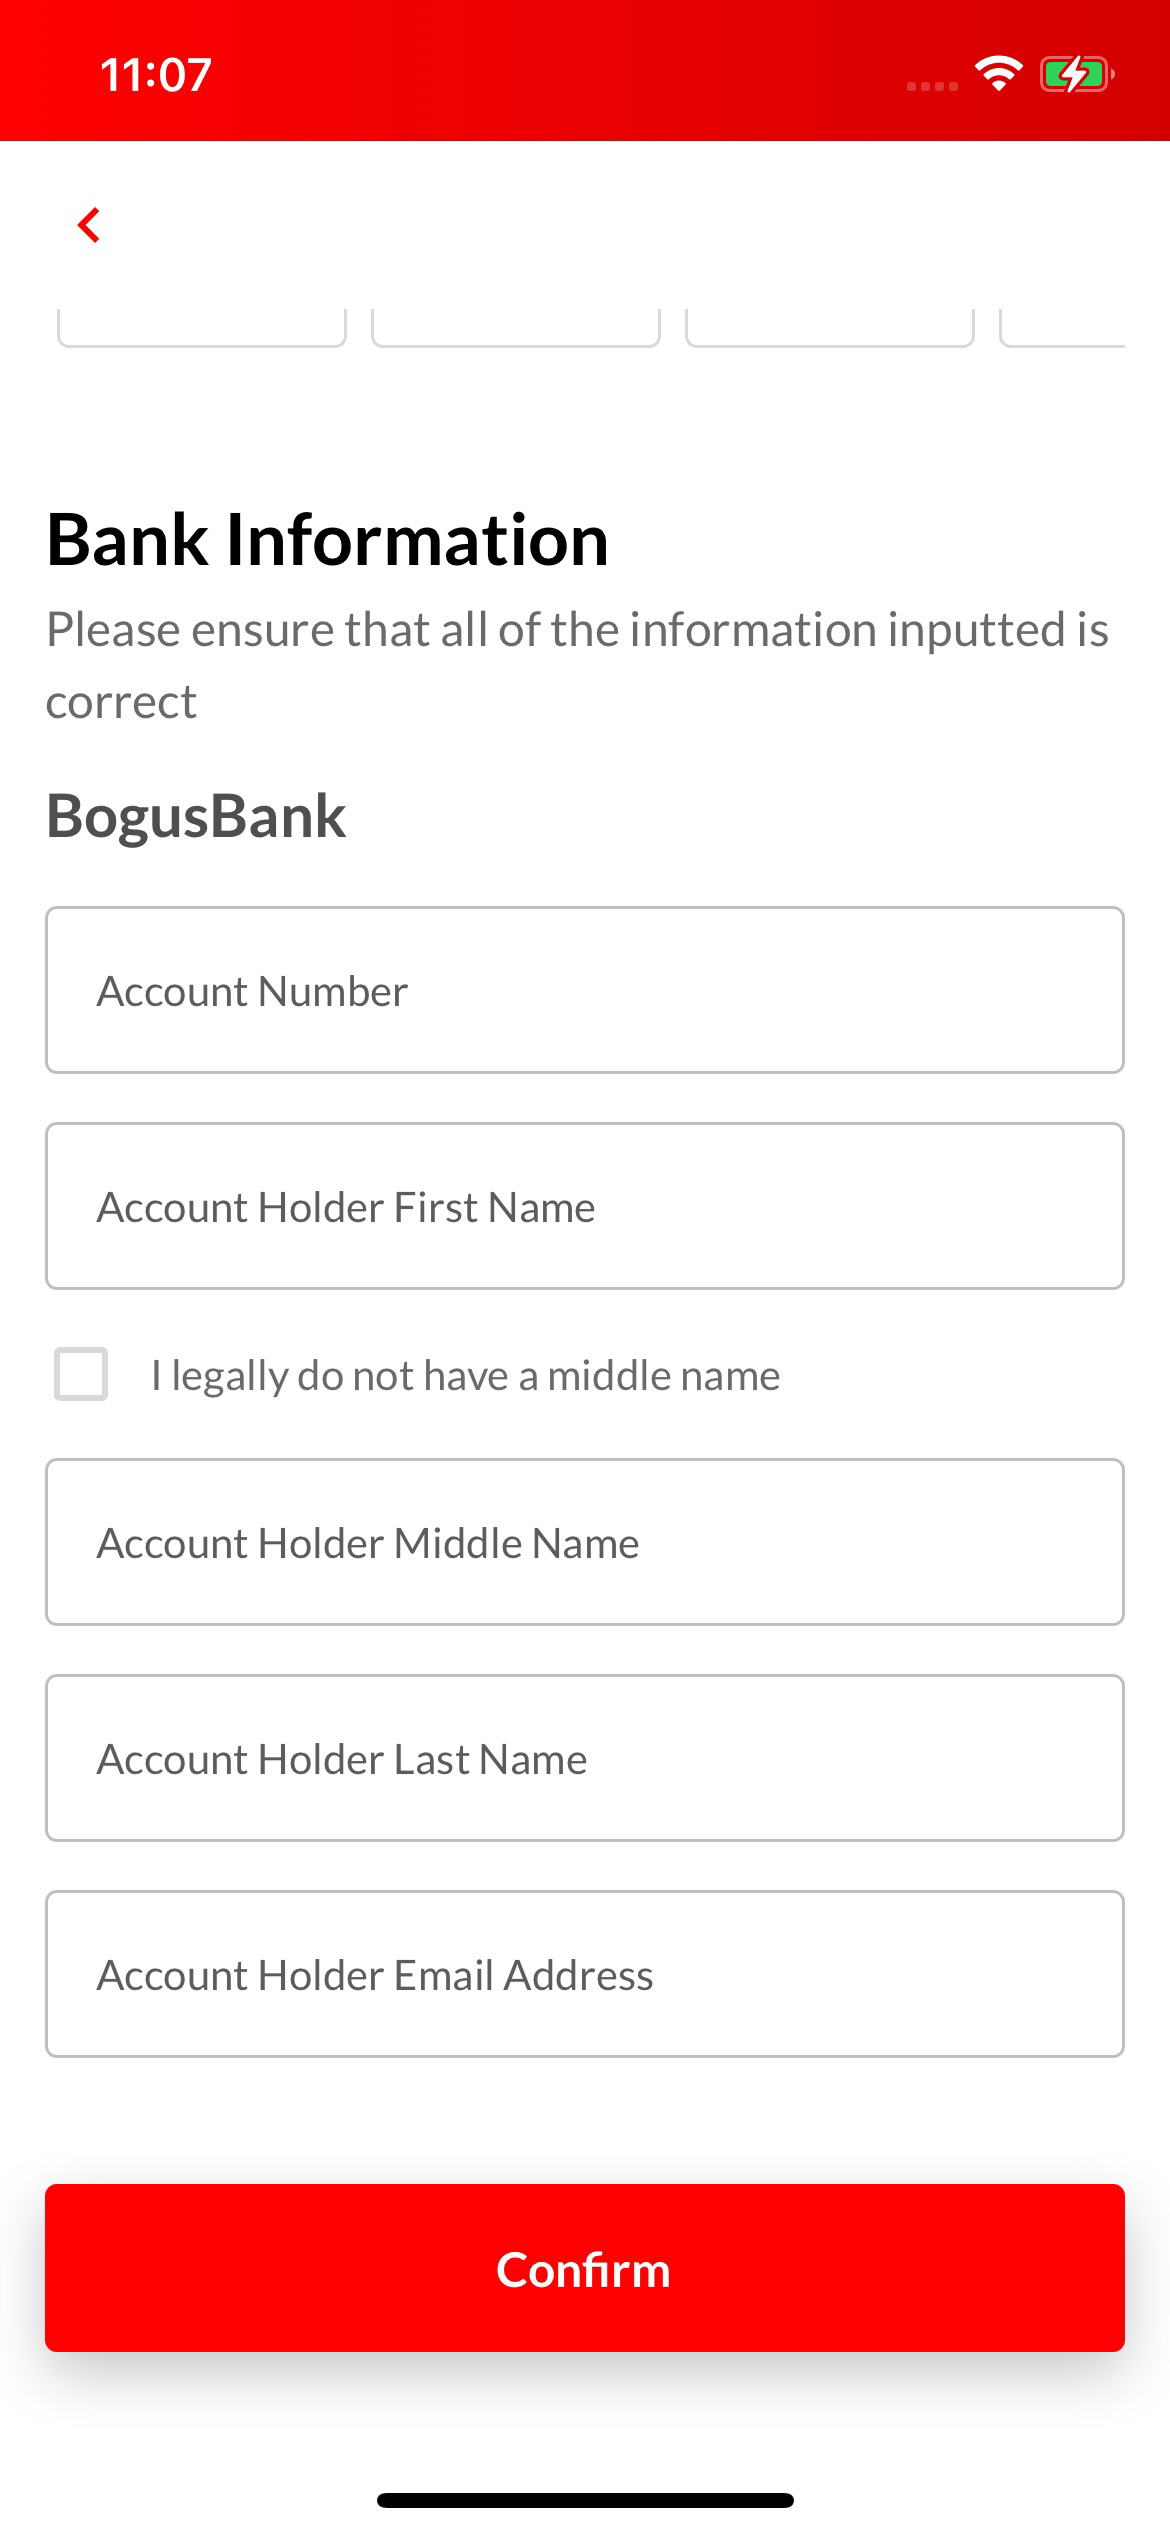 11:07
Bank Information
Please ensure that all of the information inputted is
correct
BogusBank
Account Number
Account Holder First Name
I legally do not have a middle name
Account Holder Middle Name
Account Holder Last Name
Account Holder Email Address
Confirm